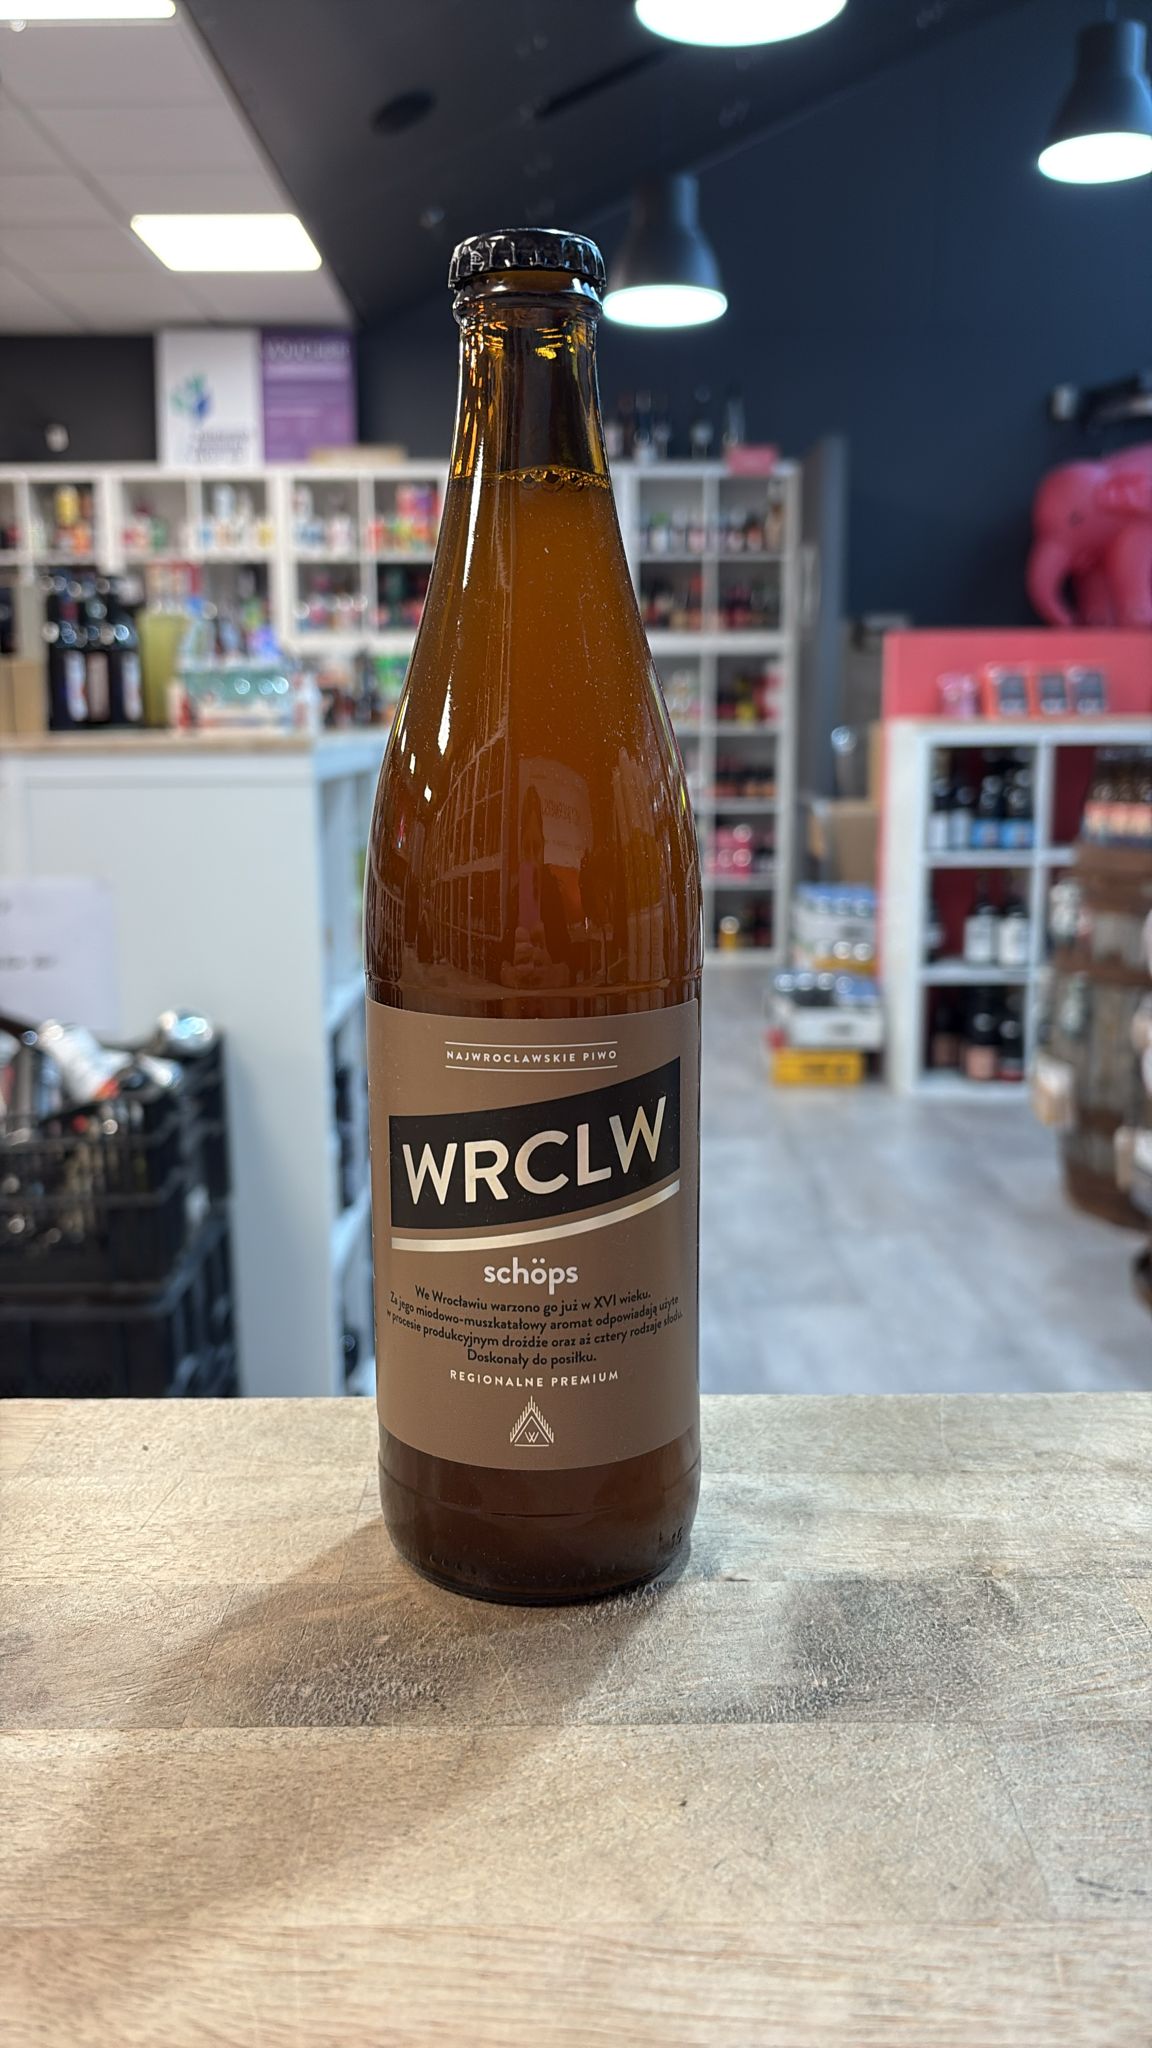 NAJWROCŁAWSKIE PIWO
WRCLW
schöps
We Wrocławiu warzono go już w XVI wieku.
Za jego miodowo-muszkatałowy aromat odpowiadają użyte
w procesie produkcyjnym drożdże oraz aż cztery rodzaje słodu.
Doskonały do posiłku.
REGIONALNE PREMIUM
W